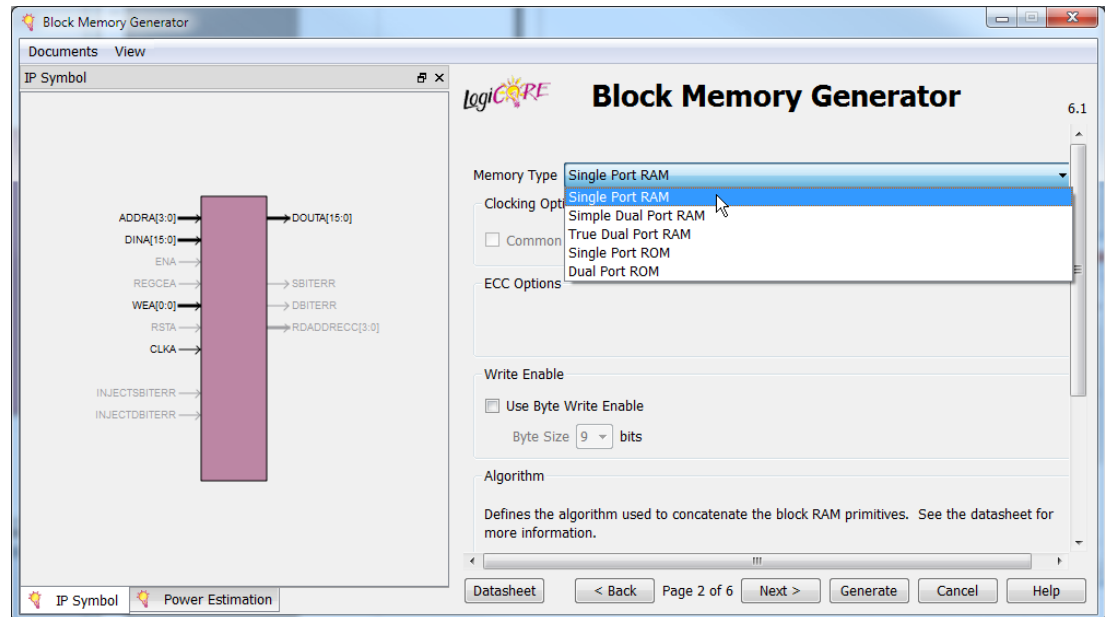 Block Memory Generator
Documents View
IP Symbol
ADDRA[3:0]
DINA[15:0]
ENA
REGCEA
WEA[0:0]
RSTA
CLKA
INJECTSBITERR
INJECTDBITERR
DOUTA[15:0]
SBITERR
DBITERR
RDADDRECC[3:0]
IP Symbol
Power Estimation
LogiCORE
Block Memory Generator
6.1
Memory Type Single Port RAM
Single Port RAM
Simple Dual Port RAM
True Dual Port RAM
Single Port ROM
Dual Port ROM
Clocking Opti
Common
ECC Options
Write Enable
Use Byte Write Enable
Byte Size 9 bits
Algorithm
Defines the algorithm used to concatenate the block RAM primitives. See the datasheet for
more information.
Datasheet < Back Page 2 of 6 Next > Generate Cancel Help